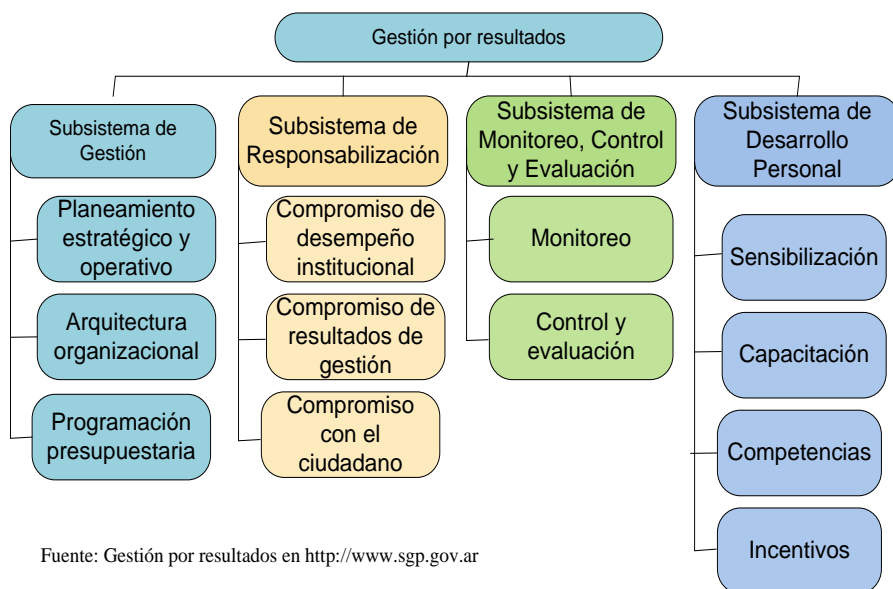 Gestión por resultados
Subsistema de
Gestión
Planeamiento
estratégico y
operativo
Arquitectura
organizacional
Programación
presupuestaria
Subsistema de
Responsabilización
Compromiso de
desempeño
institucional
Compromiso de
resultados de
gestión
Compromiso
con el
ciudadano
Subsistema de
Monitoreo, Control
y Evaluación
Monitoreo
Control y
evaluación
Subsistema de
Desarrollo
Personal
Sensibilización
Capacitación
Competencias
Incentivos
Fuente: Gestión por resultados en http://www.sgp.gov.ar